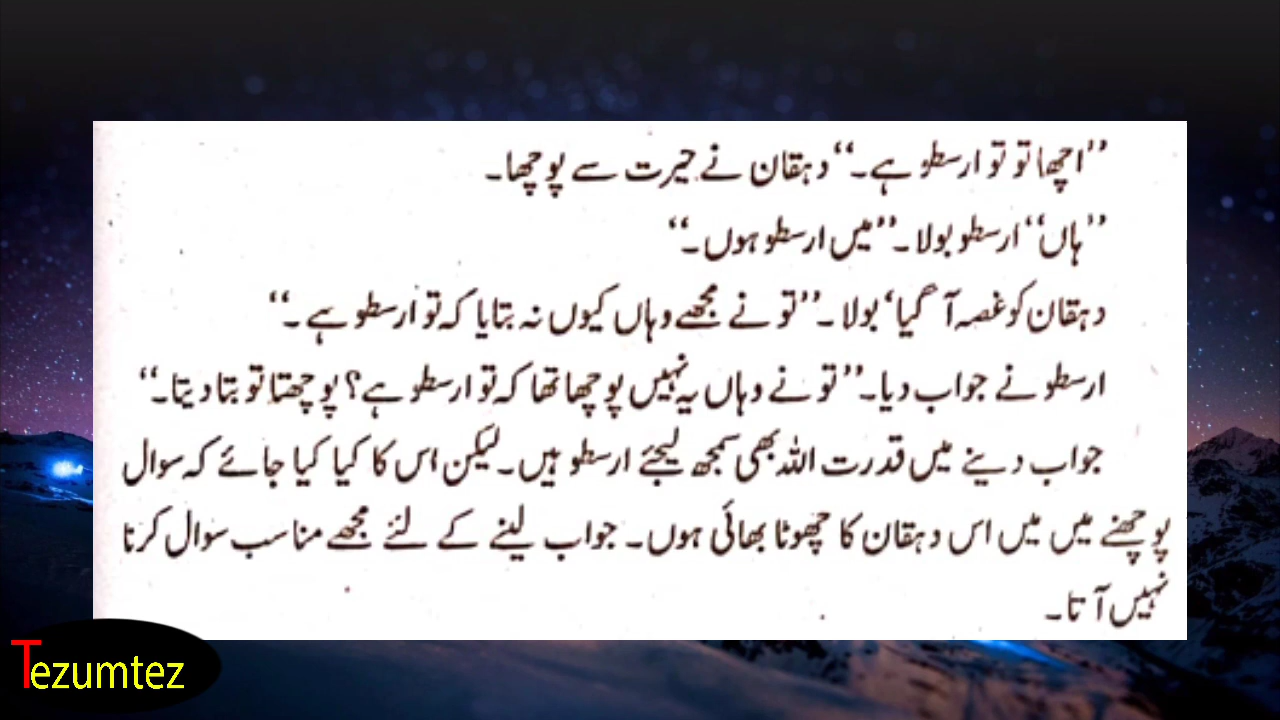 ’’اچھا تو تو ارسطو ہے۔‘‘ دہقان نے حیرت سے پوچھا۔
’’ہاں‘‘ ارسطو بولا۔ ’’میں ارسطو ہوں۔‘‘
دہقان کو غصہ آ گیا‘ بولا۔ ’’تو نے مجھے وہاں کیوں نہ بتایا کہ تو ارسطو ہے۔‘‘
ارسطو نے جواب دیا۔ ’’تو نے وہاں یہ نہیں پوچھا تھا کہ تو ارسطو ہے؟ پوچھتا تو بتا دیتا۔‘‘
جواب دینے میں قدرت اللہ بھی سمجھ لیجئے ارسطو ہیں۔ لیکن اس کا کیا کیا جائے کہ سوال
پوچھنے میں میں اس دہقان کا چھوٹا بھائی ہوں۔ جواب لینے کے لئے مجھے مناسب سوال کرنا
نہیں آتا۔
Tezumtez